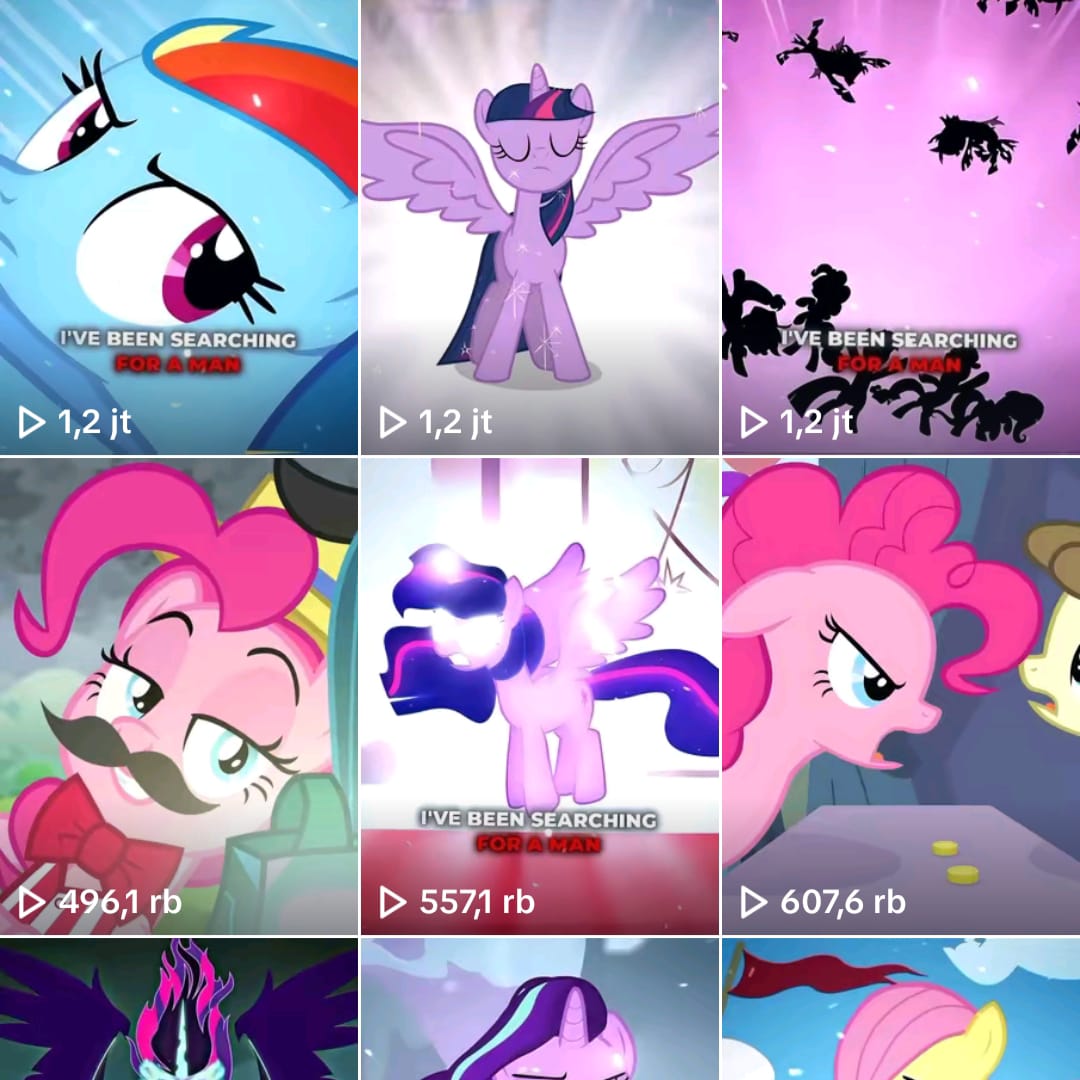 I'VE BEEN SEARCHING
FOR A MAN
1,2 jt
1,2 jt
I'VE BEEN SEARCHING
FOR A MAN
1,2 jt
496,1 rb
I'VE BEEN SEARCHING
FOR A MAN
557,1 rb
607,6 rb